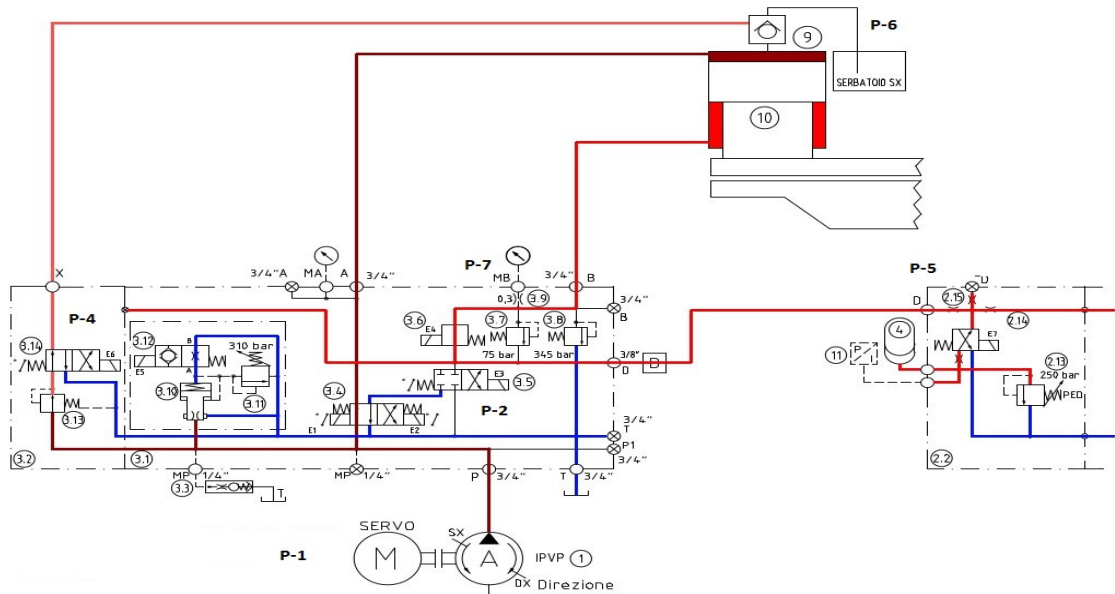 9
P-6
SERBATOIO SX
10
X
3/4"A
MA
A
3/4"
P-7
MB
3/4"
B
P-5
D
P-4
0,3
3.9
3/4"
B
D
2.15
2.14
3.14
E6
3.12
B
E5
A
310 bar
3.6
E4
3.7
3.8
75 bar
345 bar
3/8"
D
D
4
E7
11
P
2.13
250 bar
PED
3.10
3.11
3.4
E3
3.5
P-2
3.13
E1
E2
3/4"
T
P1
3/4"
3.2
3.1
MP
1/4"
MP
1/4"
P
3/4"
T
3/4"
2.2
3.3
T
SERVO
P-1
M
SX
A
IPVP
1
DX
Direzione